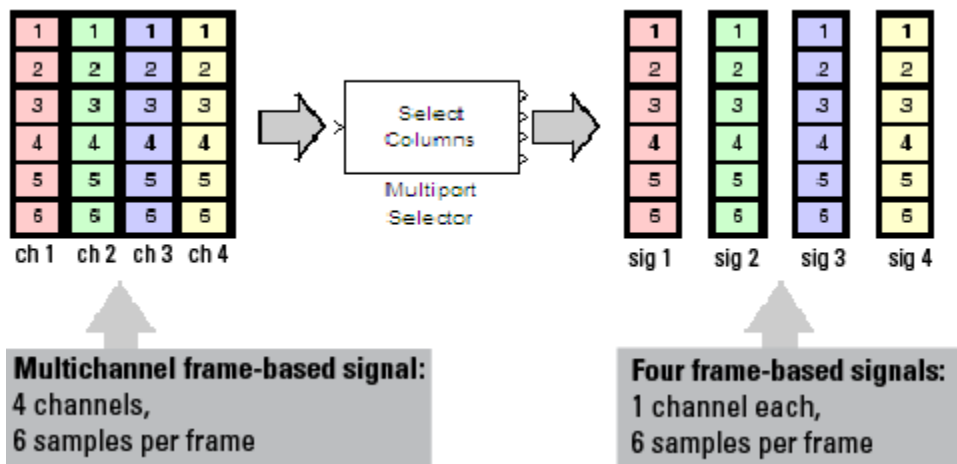 1 1 1 1
2 2 2 2
3 3 3 3
4 4 4 4
5 5 5 5
6 6 6 6
ch 1 ch 2 ch 3 ch 4
Select
Columns
Multiport
Selector
1 1 1 1
2 2 2 2
3 3 3 3
4 4 4 4
5 5 5 5
6 6 6 6
sig 1 sig 2 sig 3 sig 4
Multichannel frame-based signal:
4 channels,
6 samples per frame
Four frame-based signals:
1 channel each,
6 samples per frame